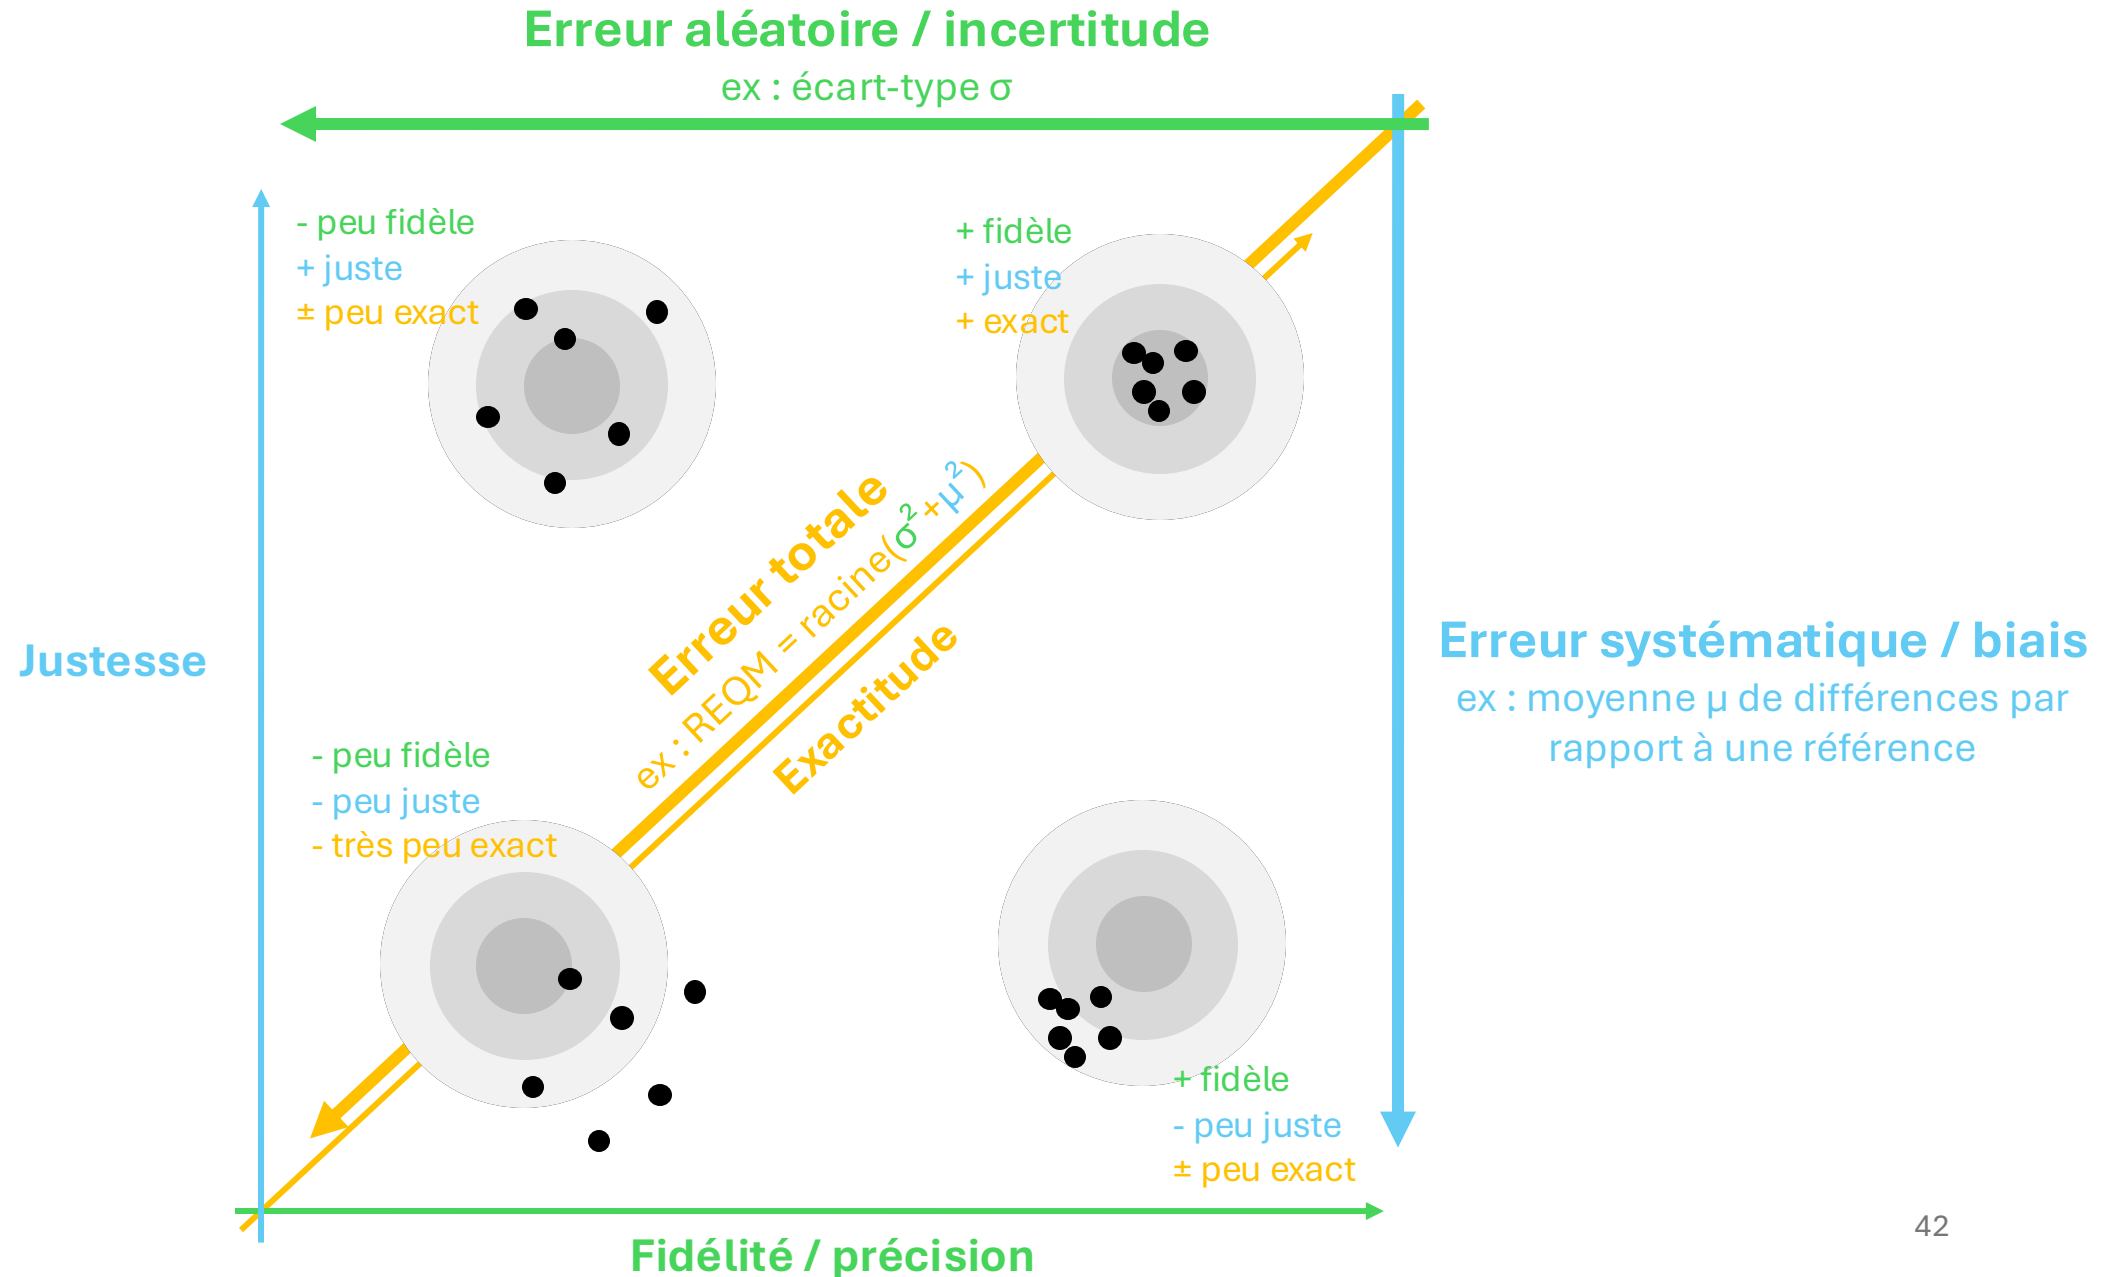 Erreur aléatoire / incertitude
ex : écart-type σ
- peu fidèle
+ juste
± peu exact
+ fidèle
+ juste
+ exact
Erreur totale
ex : REQM = racine(σ²+μ²)
Exactitude
Justesse
Erreur systématique / biais
ex : moyenne μ de différences par
rapport à une référence
- peu fidèle
- peu juste
- très peu exact
+ fidèle
- peu juste
± peu exact
Fidélité / précision
42